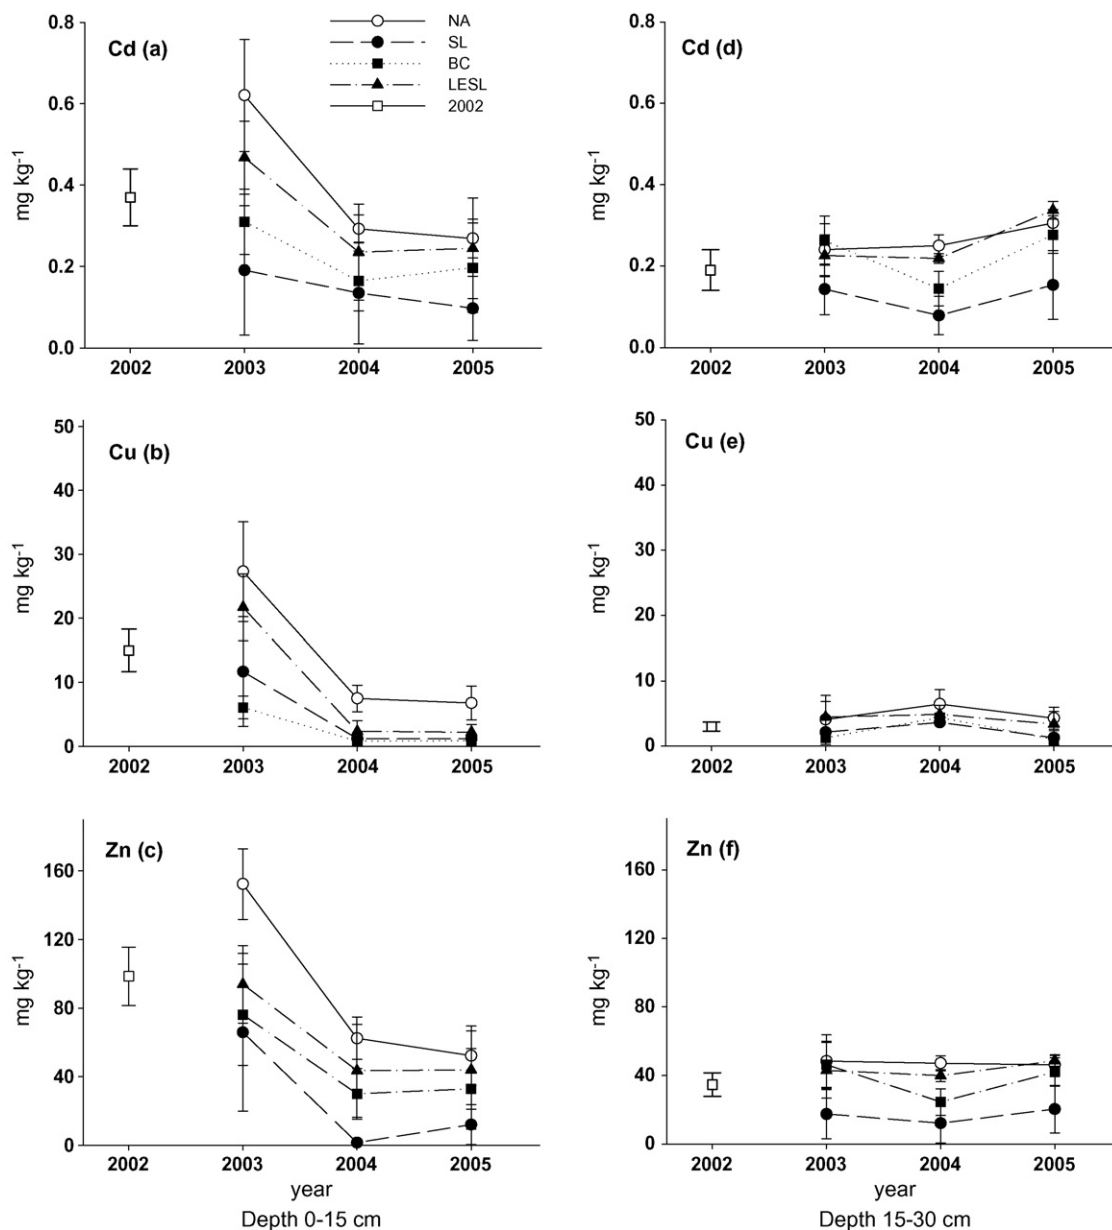 Cd (a)
mg kg-1
0.8
0.6
0.4
0.2
0.0
2002 2003 2004 2005
NA
SL
BC
LESL
2002
Cd (d)
mg kg-1
0.8
0.6
0.4
0.2
0.0
2002 2003 2004 2005
Cu (b)
mg kg-1
50
40
30
20
10
0
2002 2003 2004 2005
Cu (e)
mg kg-1
50
40
30
20
10
0
2002 2003 2004 2005
Zn (c)
mg kg-1
160
120
80
40
0
2002 2003 2004 2005
year
Depth 0-15 cm
Zn (f)
mg kg-1
160
120
80
40
0
2002 2003 2004 2005
year
Depth 15-30 cm